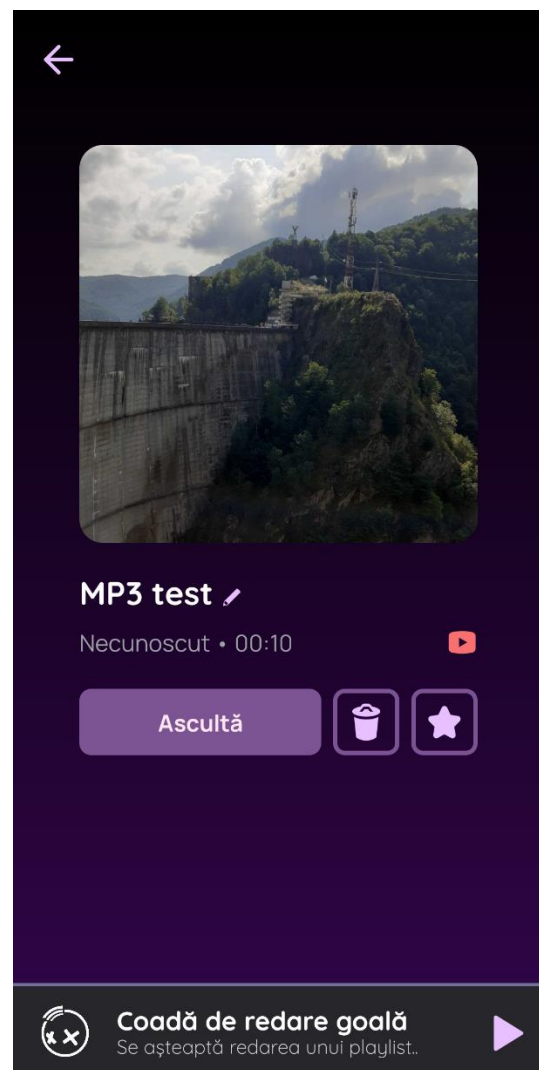 MP3 test
Necunoscut • 00:10
Ascultă
Coadă de redare goală
Se așteaptă redarea unui playlist..